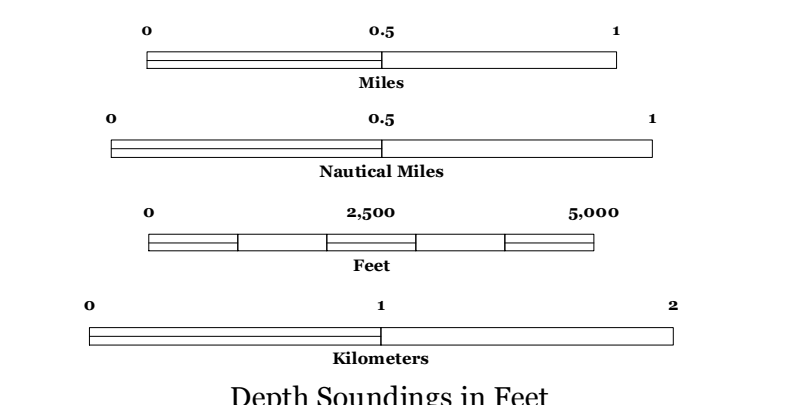 0 0.5 1
Miles
0 0.5 1
Nautical Miles
0 2,500 5,000
Feet
0 1 2
Kilometers
Depth Soundings in Feet